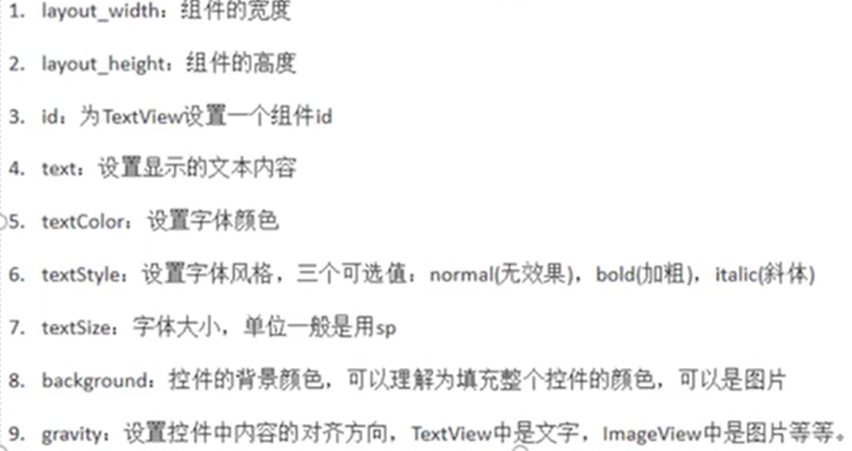 1. layout_width：组件的宽度
2. layout_height：组件的高度
3. id：为TextView设置一个组件id
4. text：设置显示的文本内容
5. textColor：设置字体颜色
6. textStyle：设置字体风格，三个可选值：normal(无效果)，bold(加粗)，italic(斜体)
7. textSize：字体大小，单位一般是用sp
8. background：控件的背景颜色，可以理解为填充整个控件的颜色，可以是图片
9. gravity：设置控件中内容的对齐方向，TextView中是文字，ImageView中是图片等等。